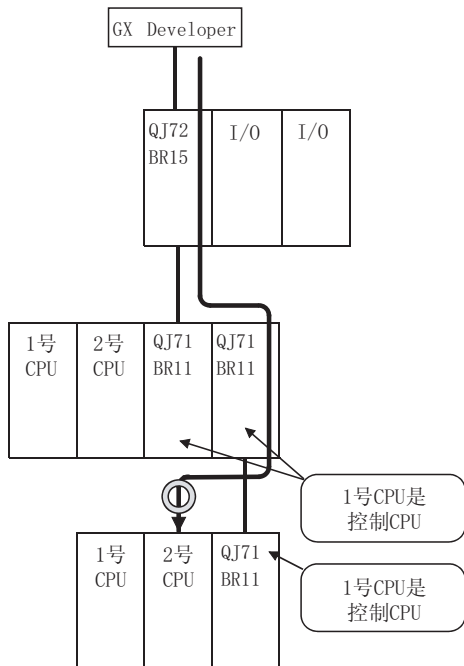 GX Developer
QJ72
BR15
I/O
I/O
1号
CPU
2号
CPU
QJ71
BR11
QJ71
BR11
1号CPU是
控制CPU
1号
CPU
2号
CPU
QJ71
BR11
1号CPU是
控制CPU